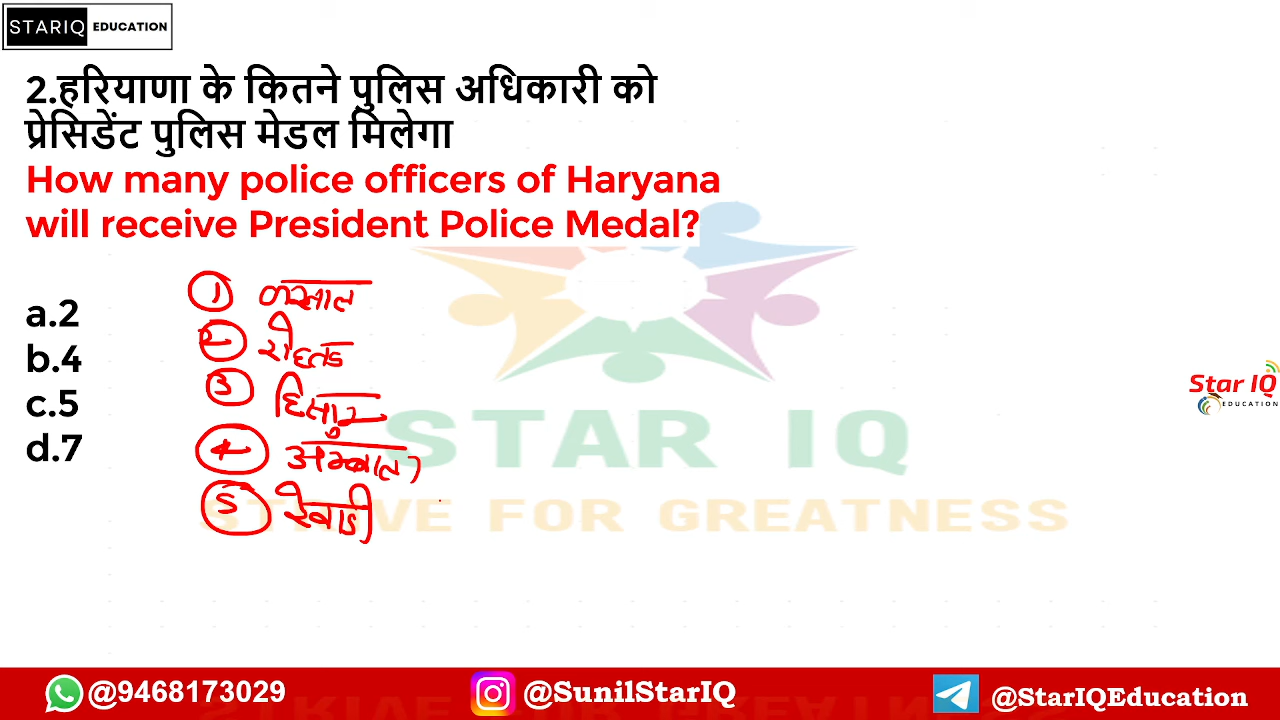 STARIQ EDUCATION
2.हरियाणा के कितने पुलिस अधिकारी को
प्रेसिडेंट पुलिस मेडल मिलेगा
How many police officers of Haryana
will receive President Police Medal?
a.2
b.4
c.5
d.7
1
2 रोहतक
3 हिसार
4 अम्बाला
5 रेवाड़ी
STAR IQ
STRIVE FOR GREATNESS
Star IQ
EDUCATION
@9468173029 @SunilStarIQ @StarIQEducation